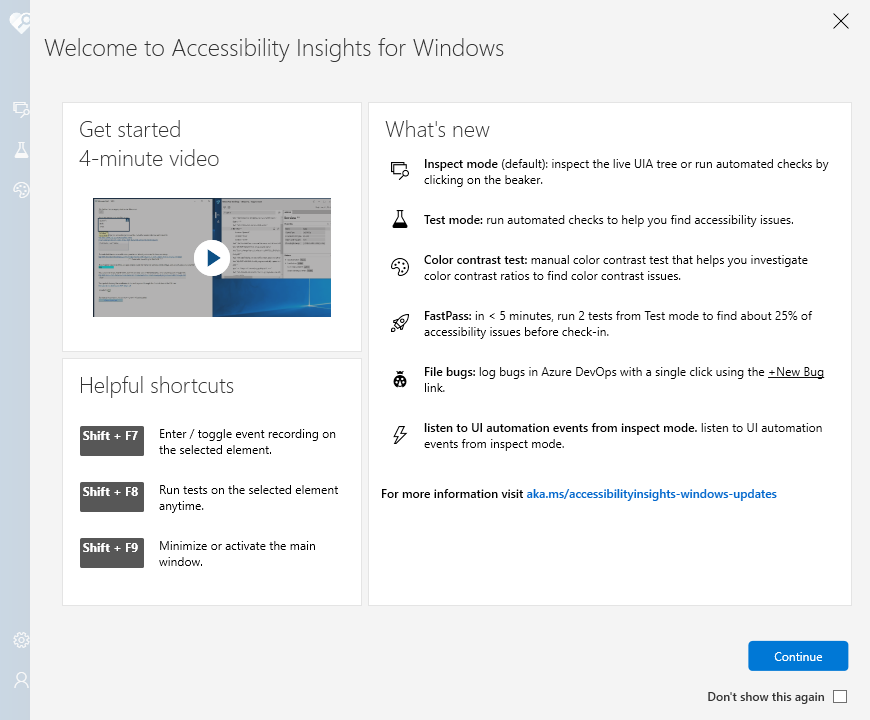 Welcome to Accessibility Insights for Windows
Get started
4-minute video
Helpful shortcuts
Shift + F7
Enter / toggle event recording on
the selected element.
Shift + F8
Run tests on the selected element
anytime.
Shift + F9
Minimize or activate the main
window.
What's new
Inspect mode (default): inspect the live UIA tree or run automated checks by
clicking on the beaker.
Test mode: run automated checks to help you find accessibility issues.
Color contrast test: manual color contrast test that helps you investigate
color contrast ratios to find color contrast issues.
FastPass: in < 5 minutes, run 2 tests from Test mode to find about 25% of
accessibility issues before check-in.
File bugs: log bugs in Azure DevOps with a single click using the +New Bug
link.
listen to UI automation events from inspect mode. listen to UI automation
events from inspect mode.
For more information visit aka.ms/accessibilityinsights-windows-updates
Continue
Don't show this again